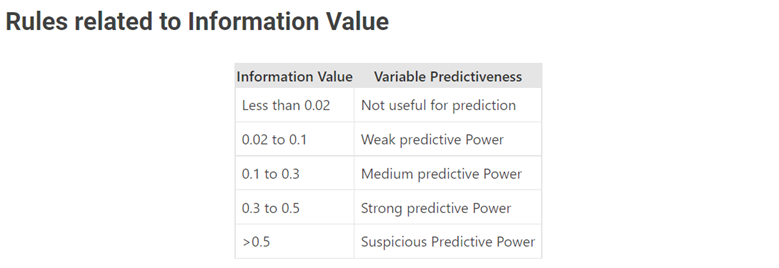 Rules related to Information Value
Information Value Variable Predictiveness
Less than 0.02 Not useful for prediction
0.02 to 0.1 Weak predictive Power
0.1 to 0.3 Medium predictive Power
0.3 to 0.5 Strong predictive Power
>0.5 Suspicious Predictive Power